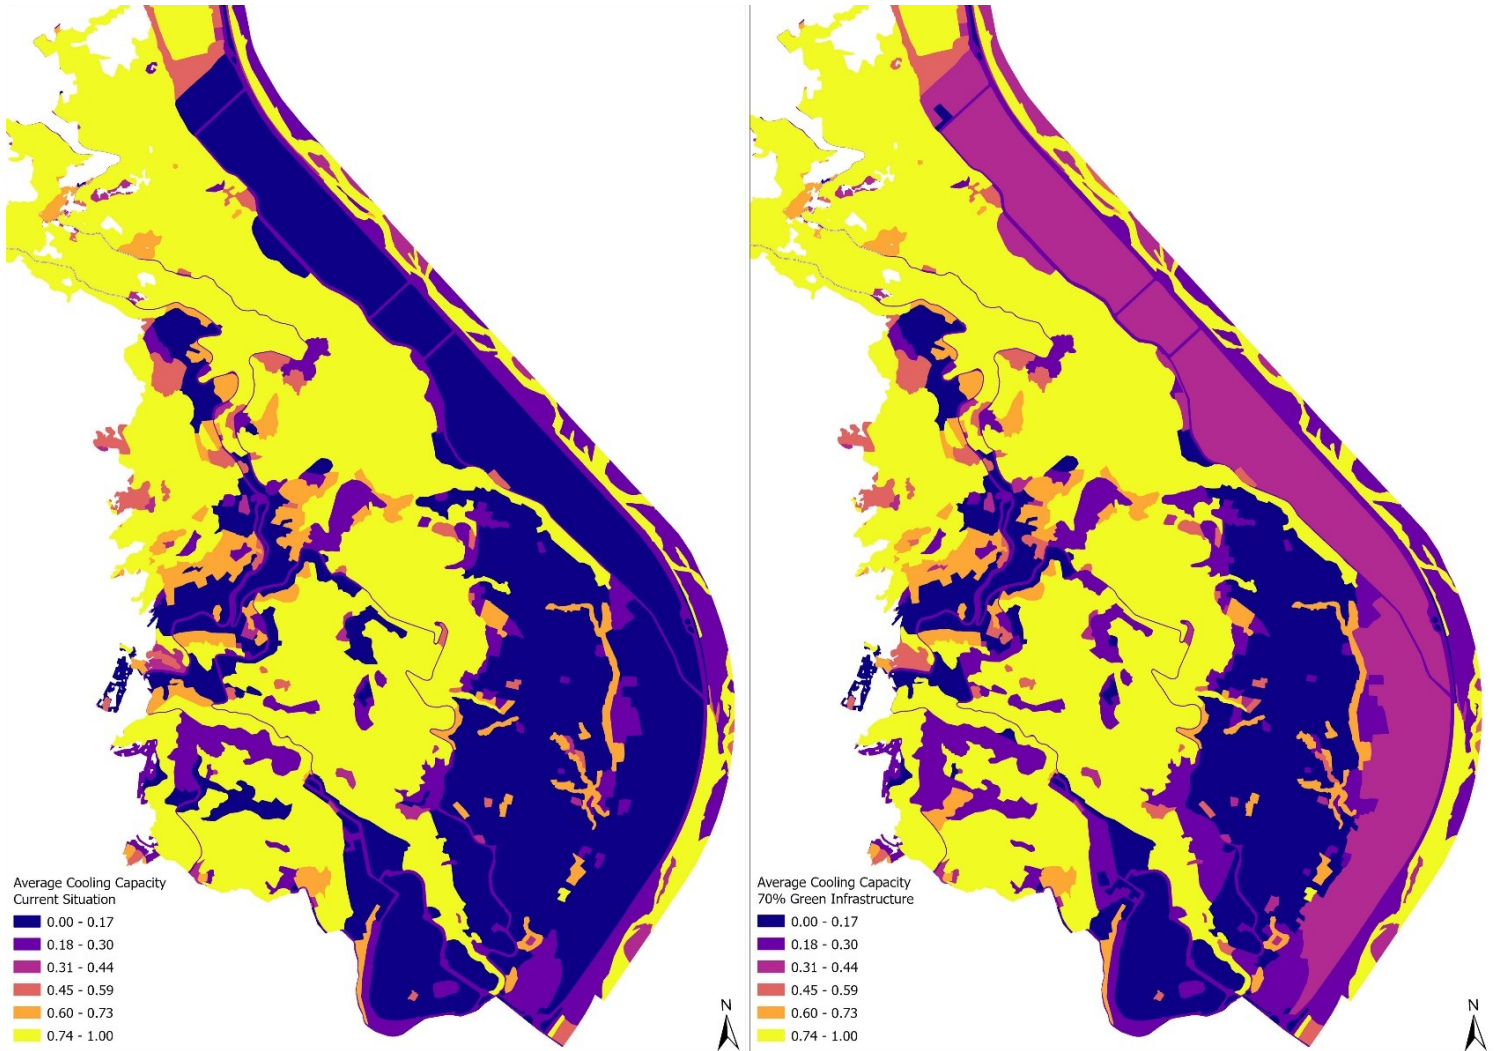 Average Cooling Capacity
Current Situation
0.00 - 0.17
0.18 - 0.30
0.31 - 0.44
0.45 - 0.59
0.60 - 0.73
0.74 - 1.00
N
Average Cooling Capacity
70% Green Infrastructure
0.00 - 0.17
0.18 - 0.30
0.31 - 0.44
0.45 - 0.59
0.60 - 0.73
0.74 - 1.00
N